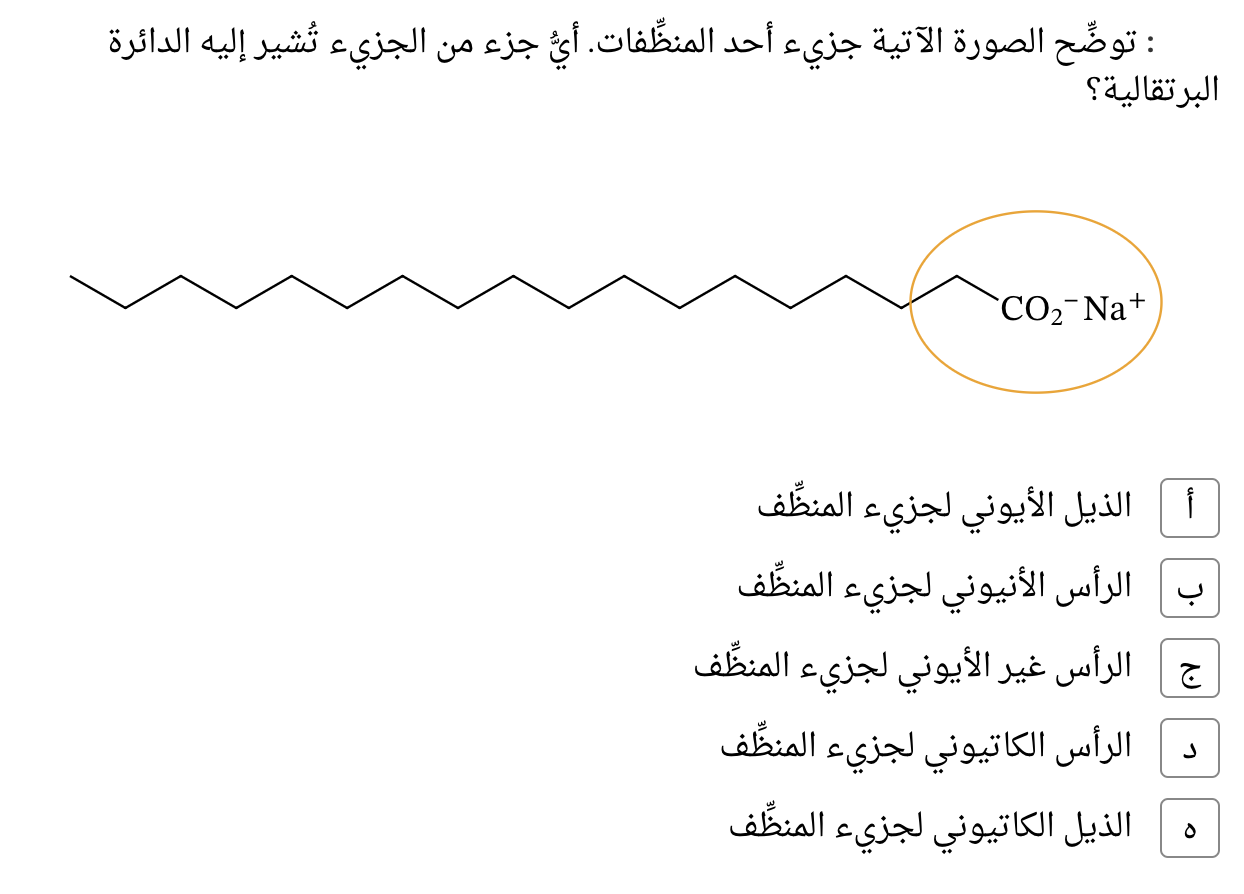 : توضِّح الصورة الآتية جزيء أحد المنظِّفات. أيُّ جزء من الجزيء تُشير إليه الدائرة
البرتقالية؟
CO₂⁻ Na⁺
أ الذيل الأيوني لجزيء المنظِّف
ب الرأس الأنيوني لجزيء المنظِّف
ج الرأس غير الأيوني لجزيء المنظِّف
د الرأس الكاتيوني لجزيء المنظِّف
ه الذيل الكاتيوني لجزيء المنظِّف